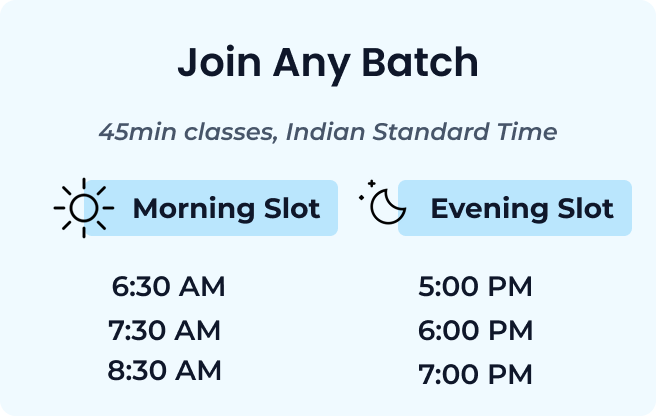 Join Any Batch
45min classes, Indian Standard Time
Morning Slot
6:30 AM
7:30 AM
8:30 AM
Evening Slot
5:00 PM
6:00 PM
7:00 PM